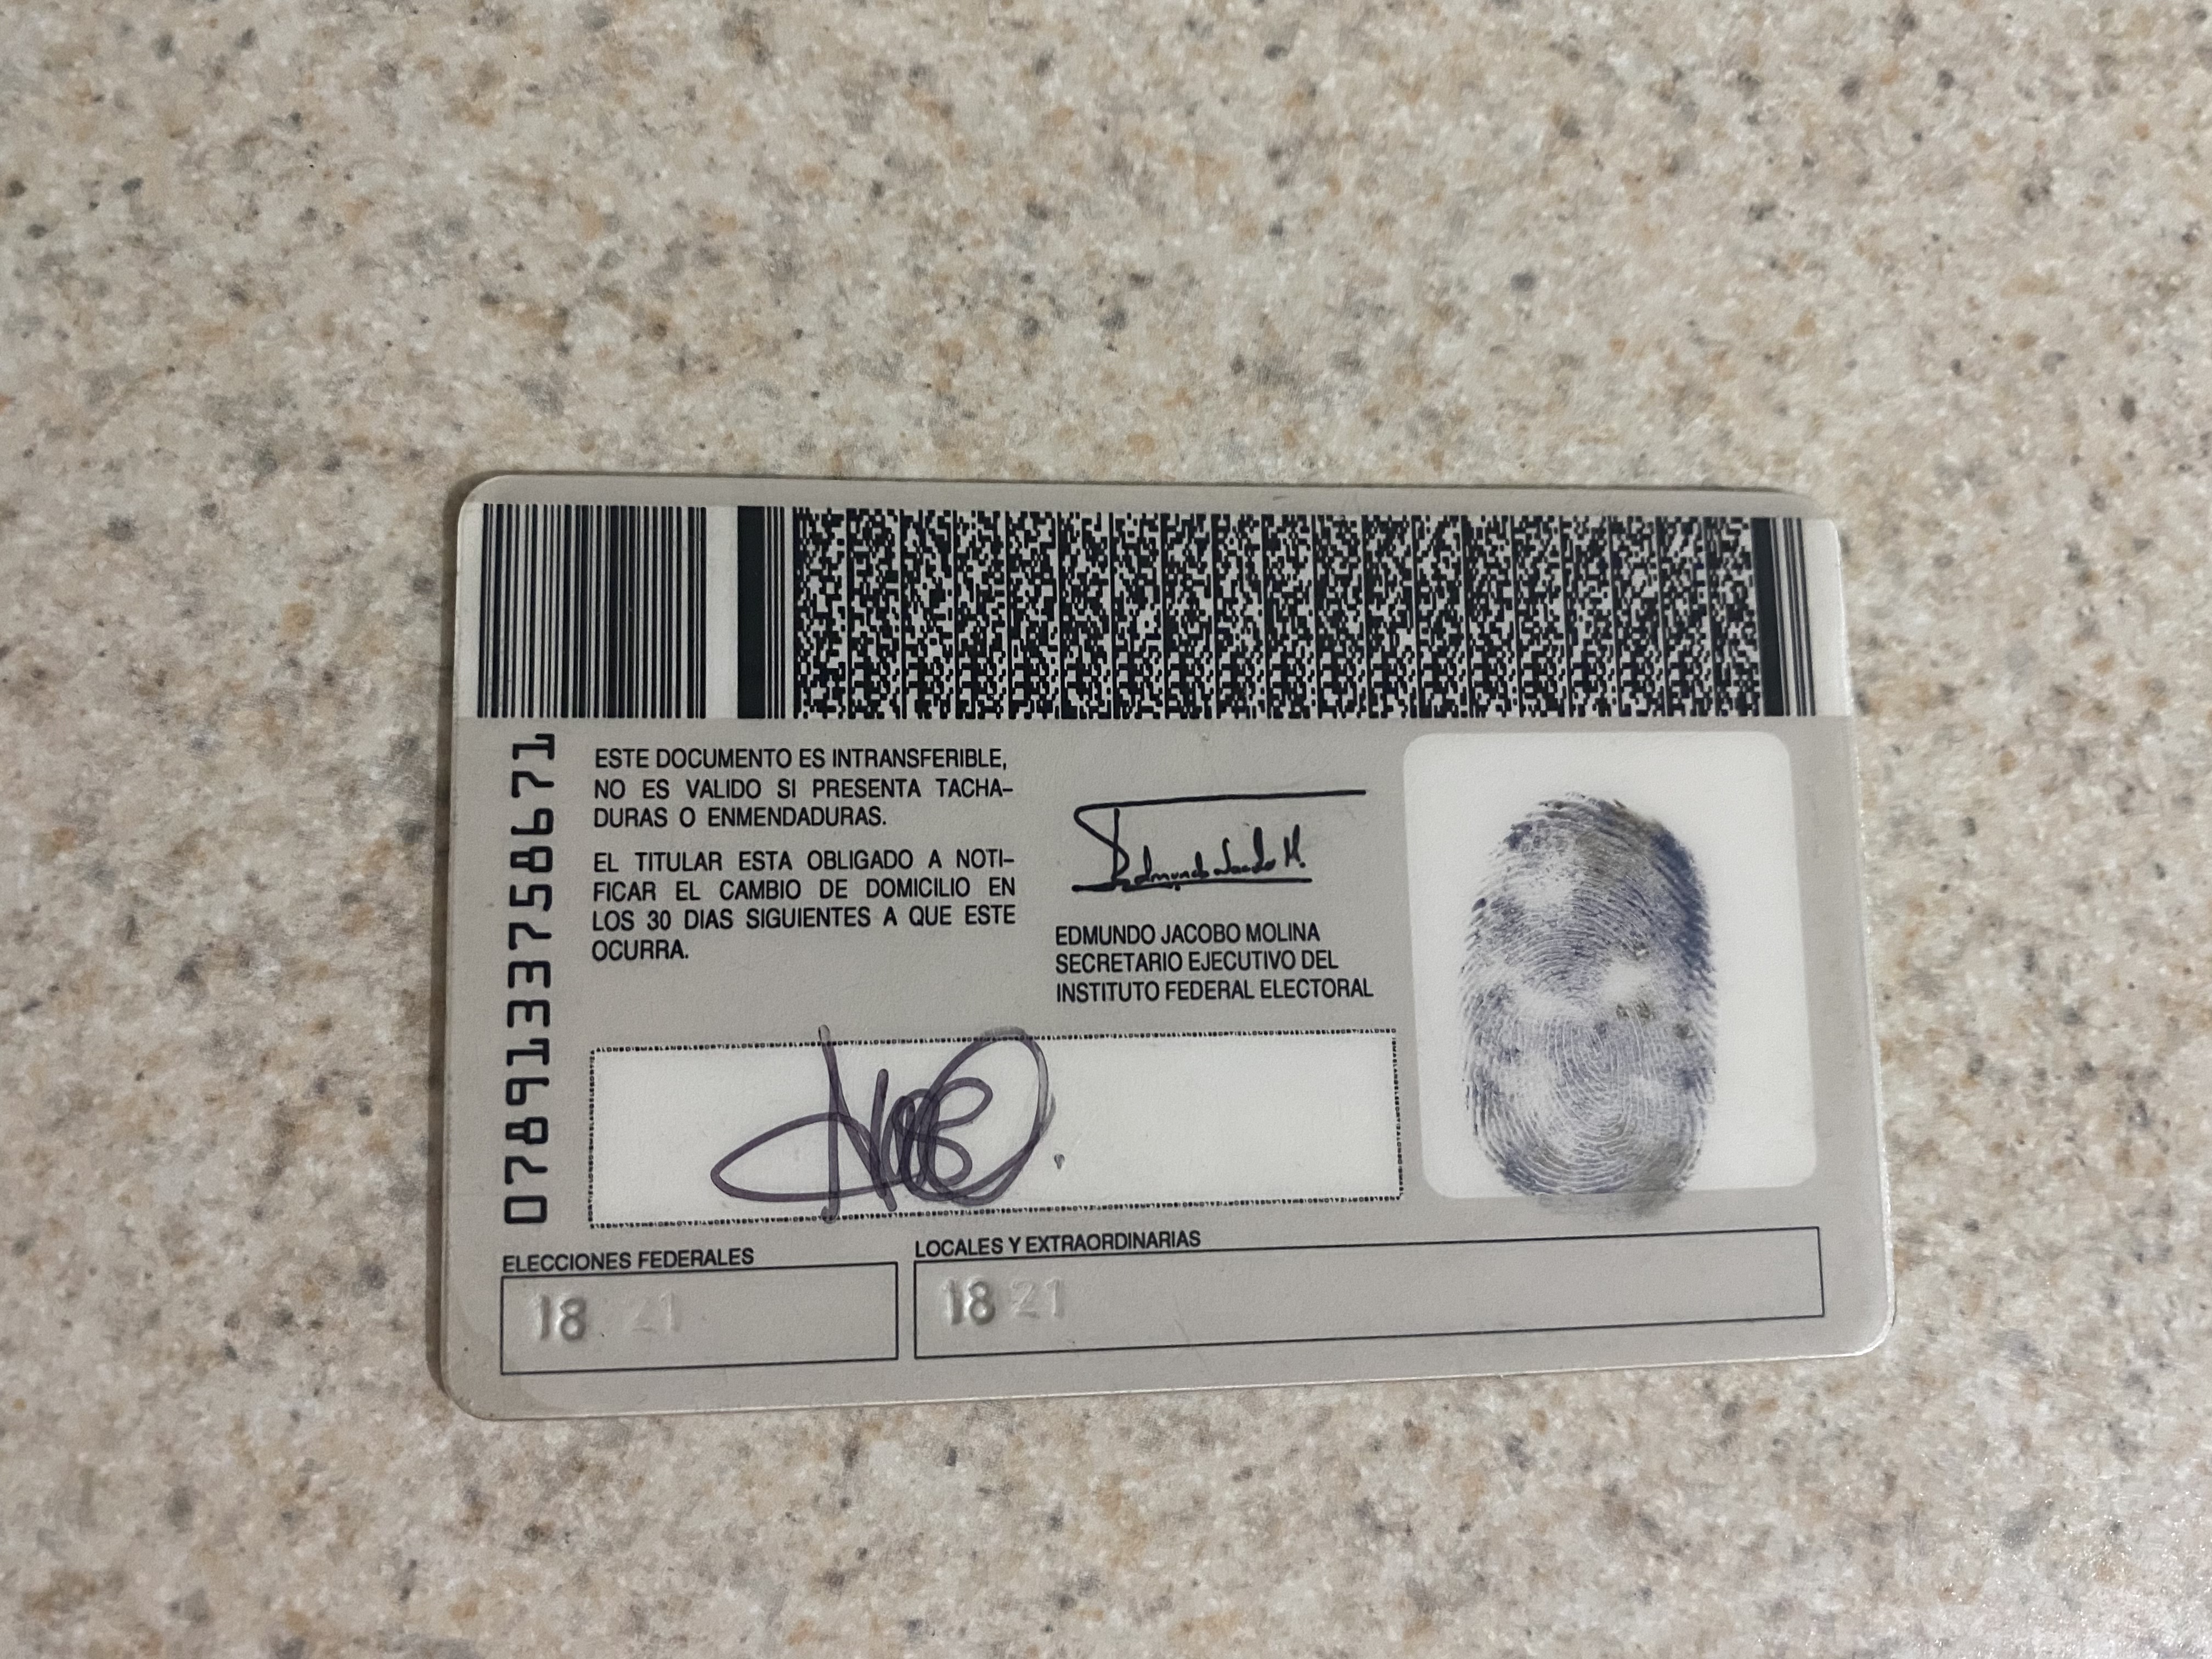 0789133758671
ESTE DOCUMENTO ES INTRANSFERIBLE,
NO ES VALIDO SI PRESENTA TACHA-
DURAS O ENMENDADURAS.
EL TITULAR ESTA OBLIGADO A NOTI-
FICAR EL CAMBIO DE DOMICILIO EN
LOS 30 DIAS SIGUIENTES A QUE ESTE
OCURRA.
EDMUNDO JACOBO MOLINA
SECRETARIO EJECUTIVO DEL
INSTITUTO FEDERAL ELECTORAL
ELECCIONES FEDERALES
18 21
LOCALES Y EXTRAORDINARIAS
18 21